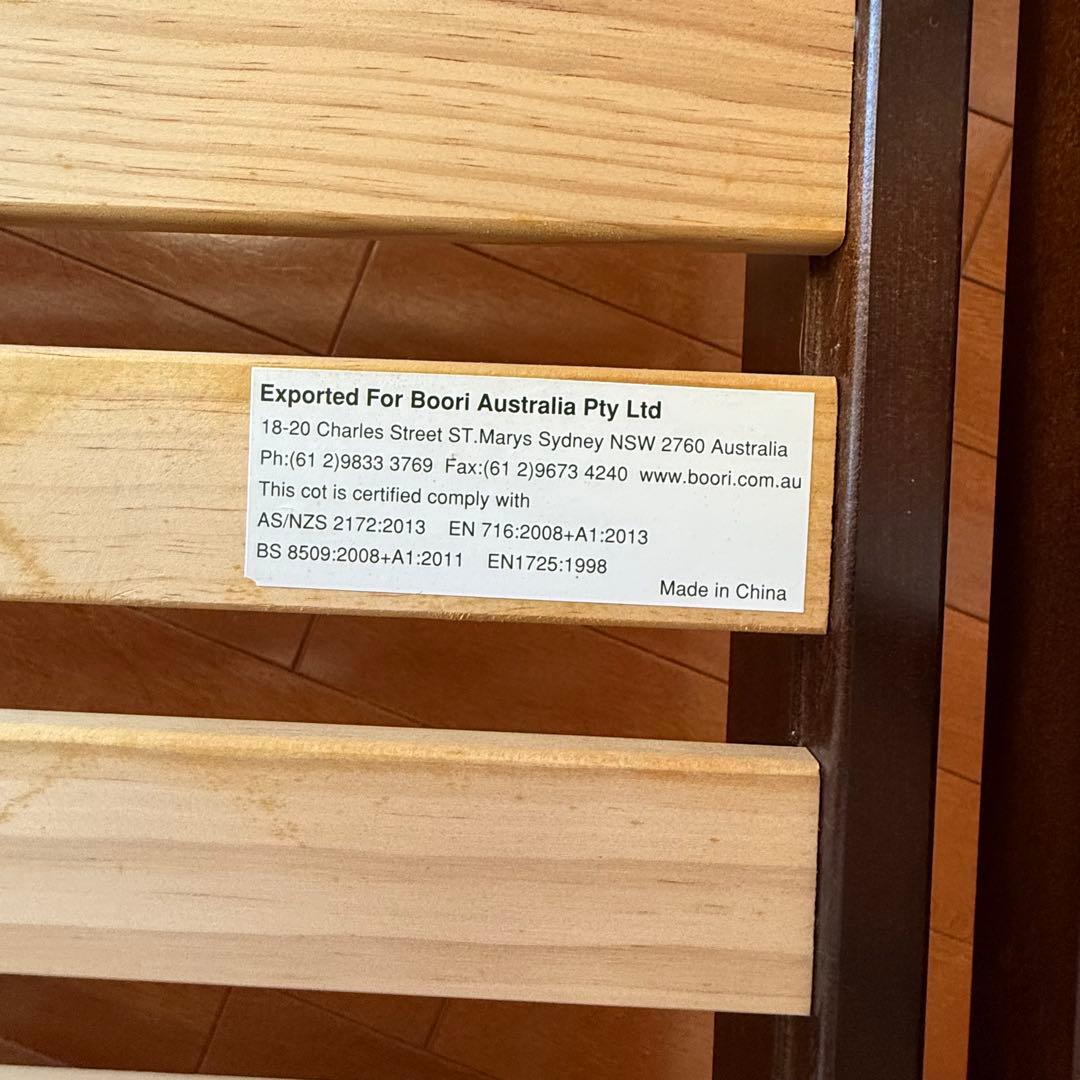 Exported For Boori Australia Pty Ltd
18-20 Charles Street ST.Marys Sydney NSW 2760 Australia
Ph:(61 2)9833 3769 Fax:(61 2)9673 4240 www.boori.com.au
This cot is certified comply with
AS/NZS 2172:2013 EN 716:2008+A1:2013
BS 8509:2008+A1:2011 EN1725:1998
Made in China